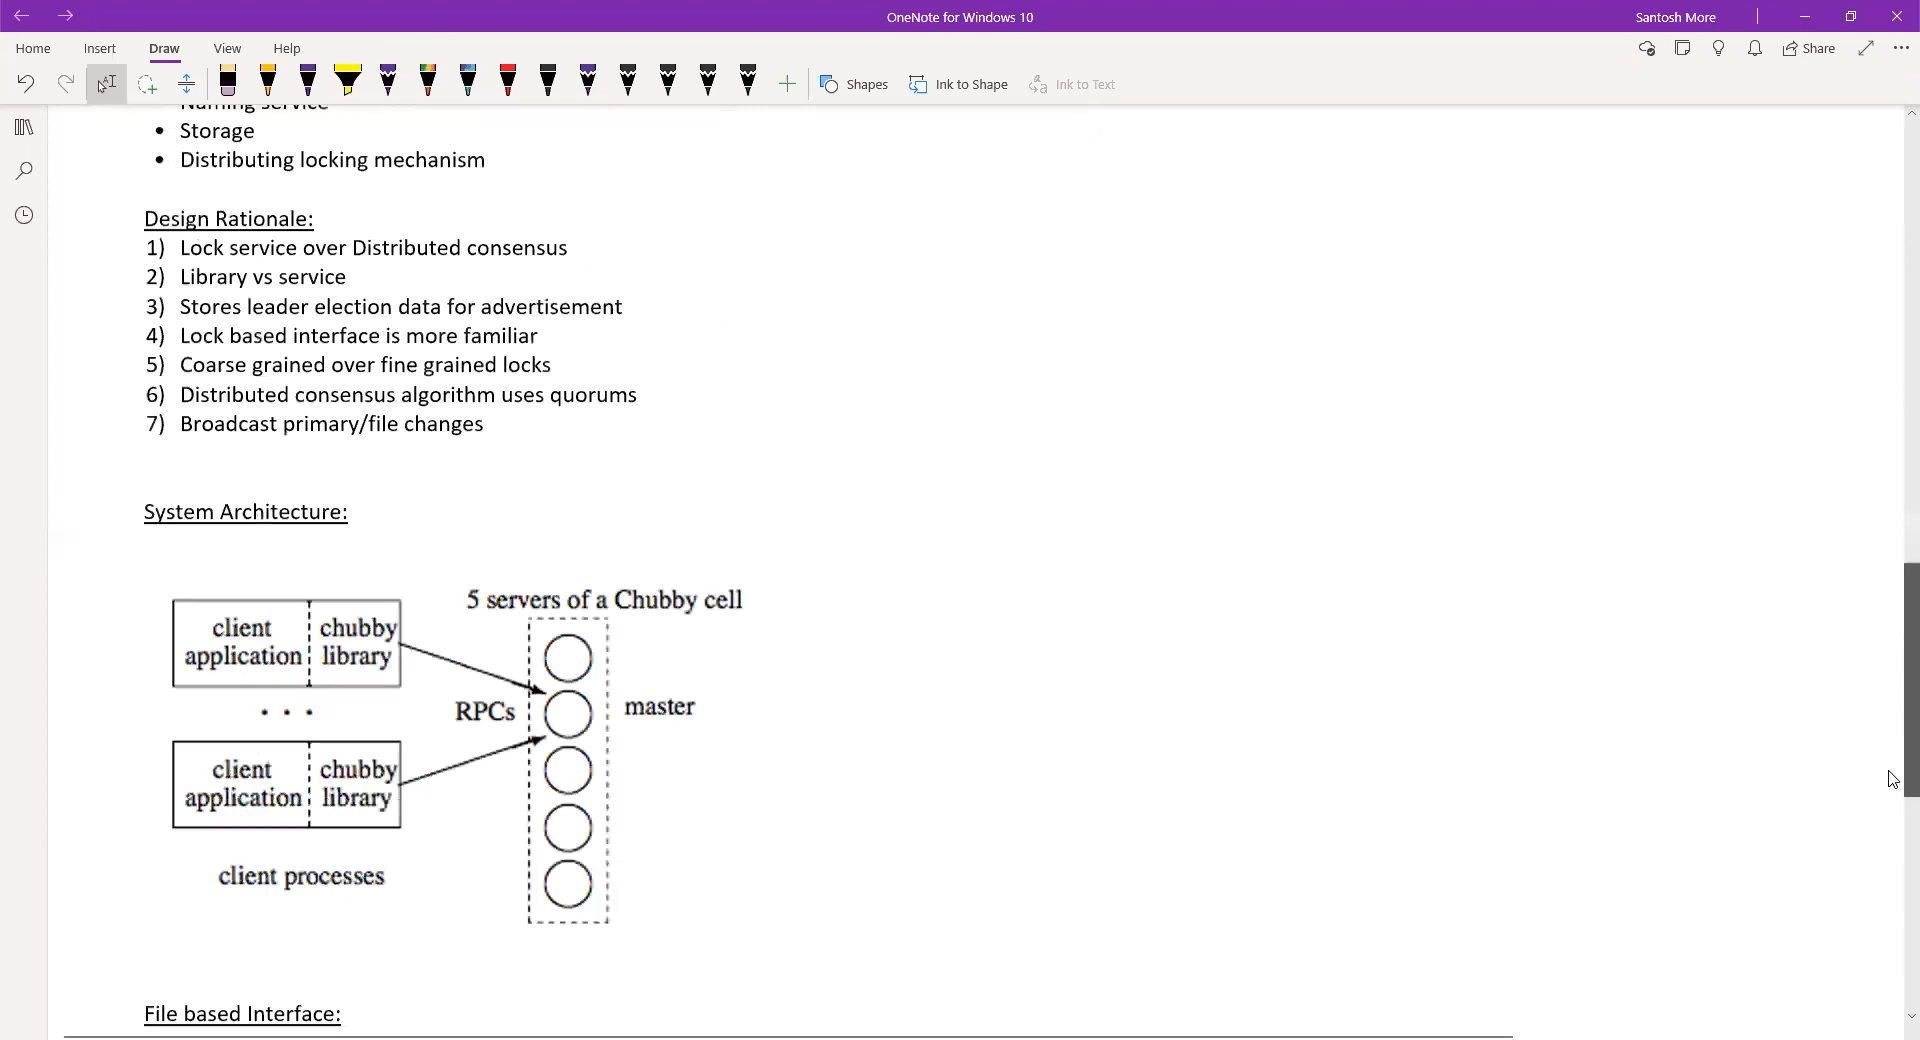 OneNote for Windows 10
Santosh More
Home Insert Draw View Help
Share
Shapes Ink to Shape Ink to Text
Naming service
• Storage
• Distributing locking mechanism
Design Rationale:
1) Lock service over Distributed consensus
2) Library vs service
3) Stores leader election data for advertisement
4) Lock based interface is more familiar
5) Coarse grained over fine grained locks
6) Distributed consensus algorithm uses quorums
7) Broadcast primary/file changes
System Architecture:
5 servers of a Chubby cell
client application
chubby library
. . .
RPCs
master
client application
chubby library
client processes
File based Interface: